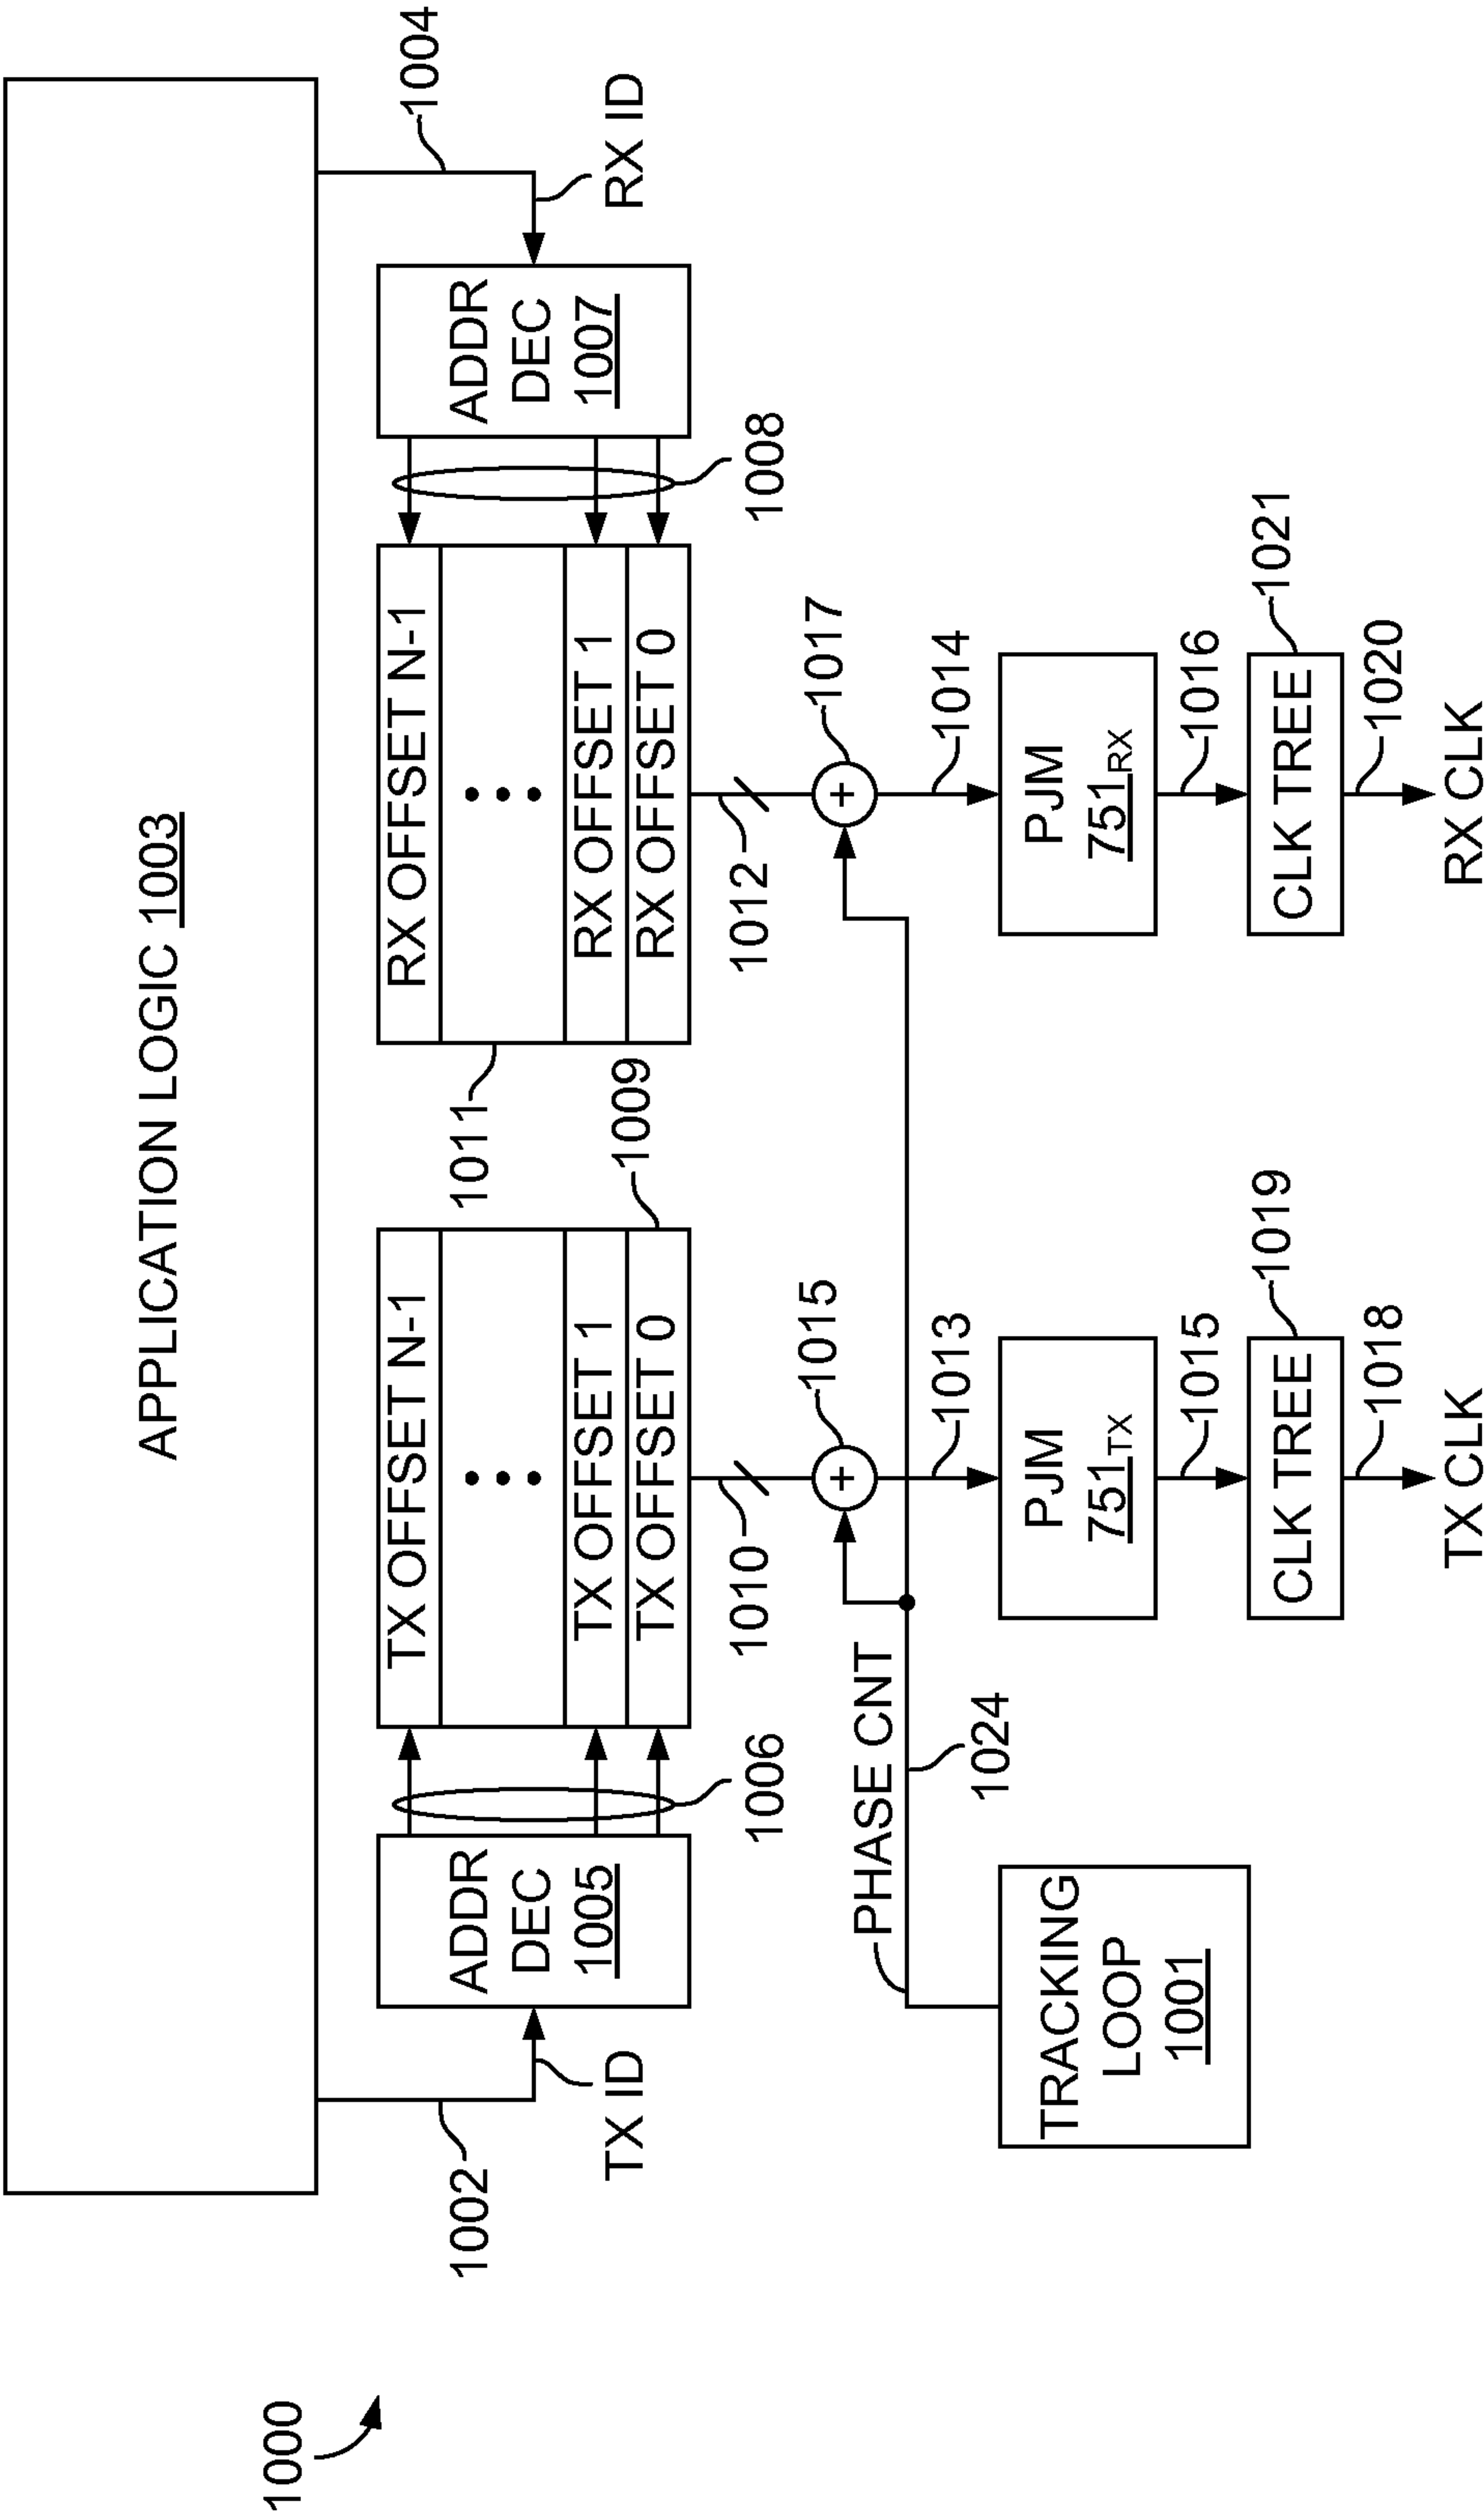 1000
APPLICATION LOGIC 1003
1002
TX ID
1004
RX ID
ADDR
DEC
1005
1006
TX OFFSET N-1
TX OFFSET 1
TX OFFSET 0
1009
1011
RX OFFSET N-1
RX OFFSET 1
RX OFFSET 0
1008
ADDR
DEC
1007
1010
1015
1012
1017
PHASE CNT
1024
1013
1014
TRACKING
LOOP
1001
PJM
751TX
PJM
751RX
1015
1016
CLK TREE
1019
CLK TREE
1021
1018
1020
TX CLK
RX CLK